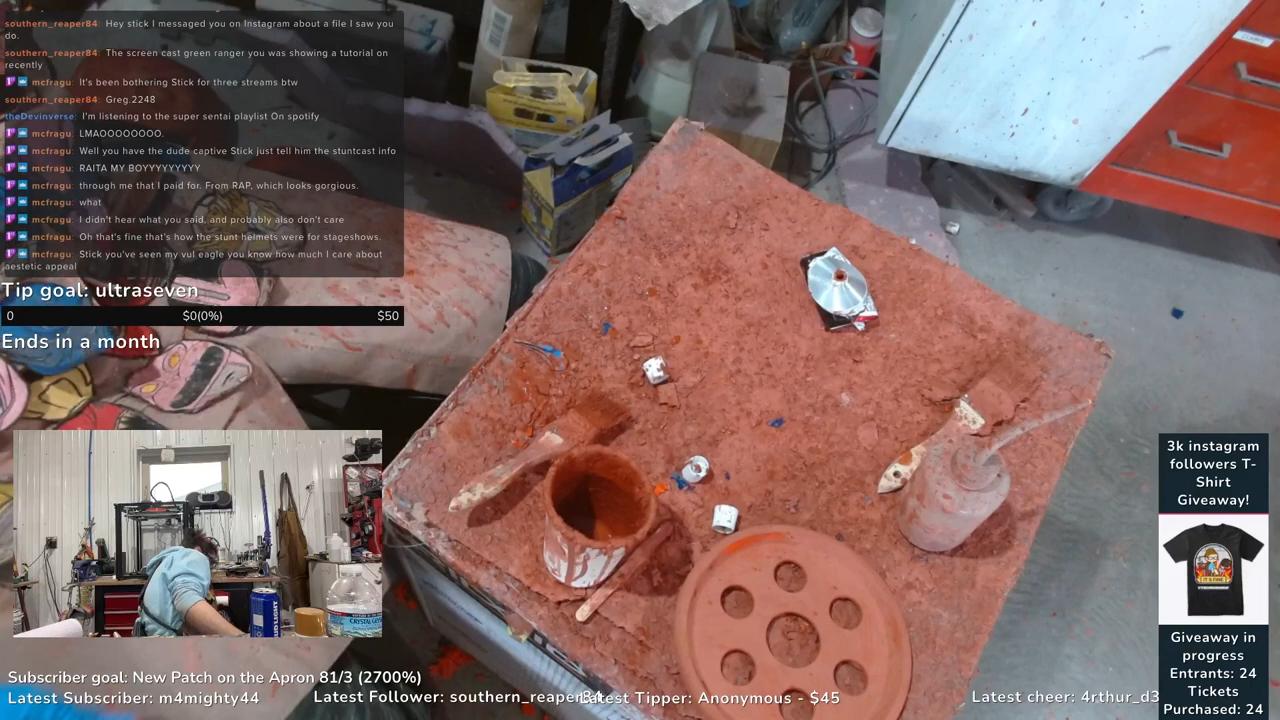 southern_reaper84: Hey stick I messaged you on Instagram about a file I saw you
do.
southern_reaper84: The screen cast green ranger you was showing a tutorial on
recently
mcfragu: It's been bothering Stick for three streams btw
southern_reaper84: Greg.2248
theDevinverse: I'm listening to the super sentai playlist On spotify
mcfragu: LMAOOOOOOOO.
mcfragu: Well you have the dude captive Stick just tell him the stuntcast info
mcfragu: RAITA MY BOYYYYYYYYY
mcfragu: through me that I paid for. From RAP, which looks gorgious.
mcfragu: what
mcfragu: I didn't hear what you said, and probably also don't care
mcfragu: Oh that's fine that's how the stunt helmets were for stageshows.
mcfragu: Stick you've seen my vul eagle you know how much I care about
aestetic appeal
Tip goal: ultraseven
0 $0(0%) $50
Ends in a month
BUD LIGHT
CRYSTAL GEYSER
3k instagram
followers T-
Shirt
Giveaway!
Giveaway in
progress
Entrants: 24
Tickets
Purchased: 24
Subscriber goal: New Patch on the Apron 81/3 (2700%)
Latest Subscriber: m4mighty44
Latest Follower: southern_reaper84
Latest Tipper: Anonymous - $45
Latest cheer: 4rthur_d3